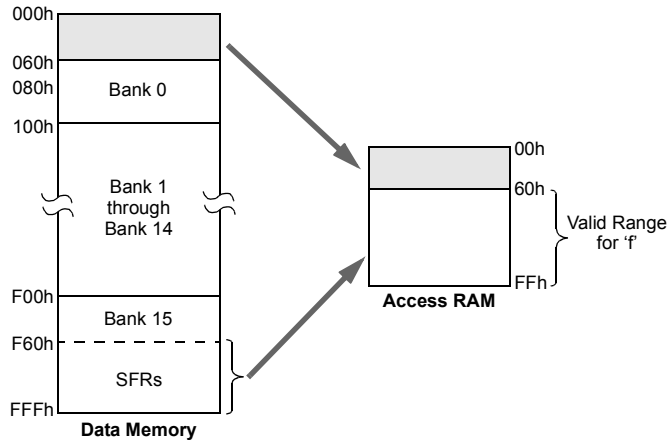 000h
060h
080h
Bank 0
100h
Bank 1
through
Bank 14
F00h
Bank 15
F60h
SFRs
FFFh
Data Memory
00h
60h
Valid Range
for ‘f’
FFh
Access RAM